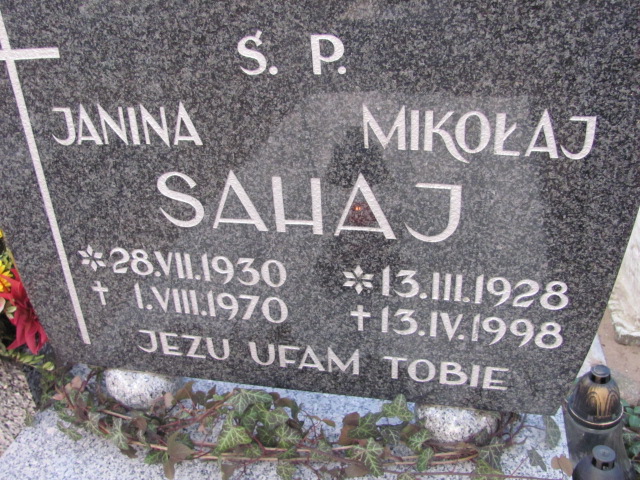 Ś. P.
JANINA MIKOŁAJ
SAHAJ
* 28.VII.1930 * 13.III.1928
† 1.VIII.1970 † 13.IV.1998
JEZU UFAM TOBIE